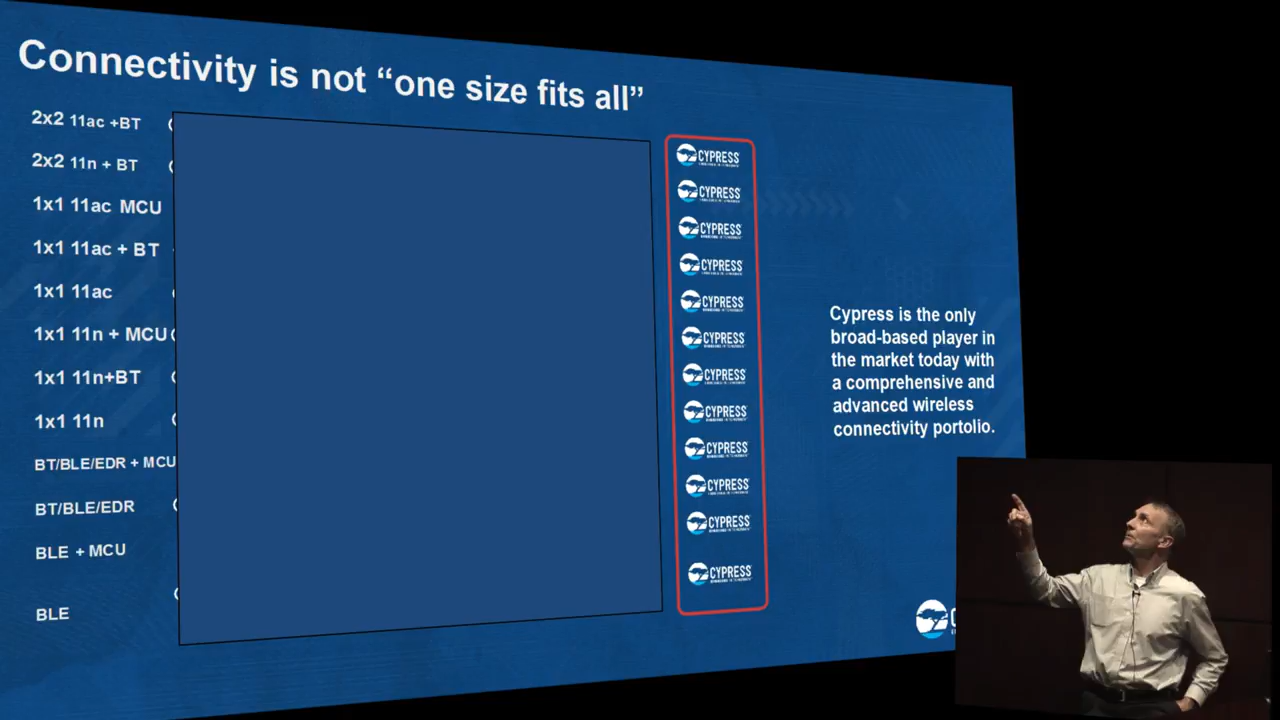 Connectivity is not “one size fits all”
2x2 11ac +BT
2x2 11n + BT
1x1 11ac MCU
1x1 11ac + BT
1x1 11ac
1x1 11n + MCU
1x1 11n+BT
1x1 11n
BT/BLE/EDR + MCU
BT/BLE/EDR
BLE + MCU
BLE
CYPRESS
CYPRESS
CYPRESS
CYPRESS
CYPRESS
CYPRESS
CYPRESS
CYPRESS
CYPRESS
CYPRESS
CYPRESS
CYPRESS
Cypress is the only
broad-based player in
the market today with
a comprehensive and
advanced wireless
connectivity portolio.